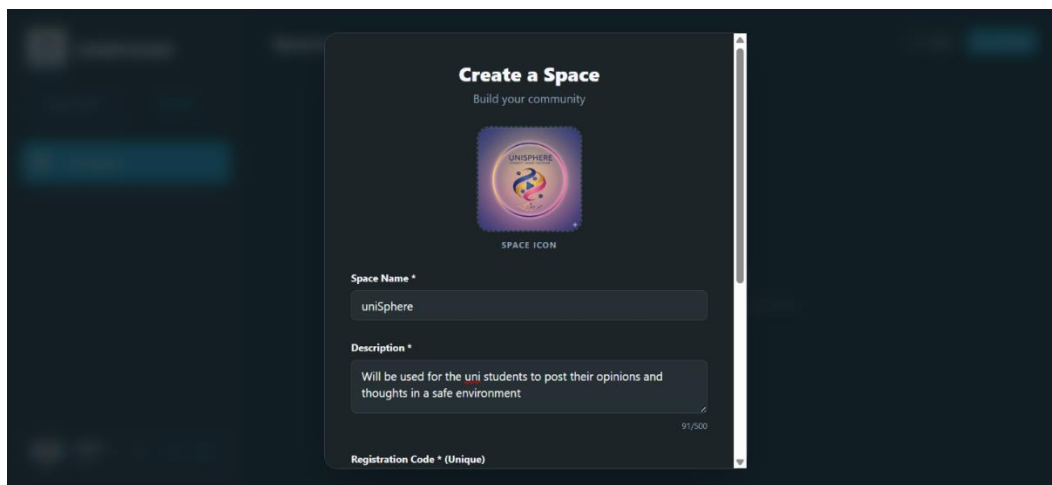 Create a Space
Build your community
UNISPHERE
SPACE ICON
Space Name *
uniSphere
Description *
Will be used for the uni students to post their opinions and
thoughts in a safe environment
91/500
Registration Code * (Unique)